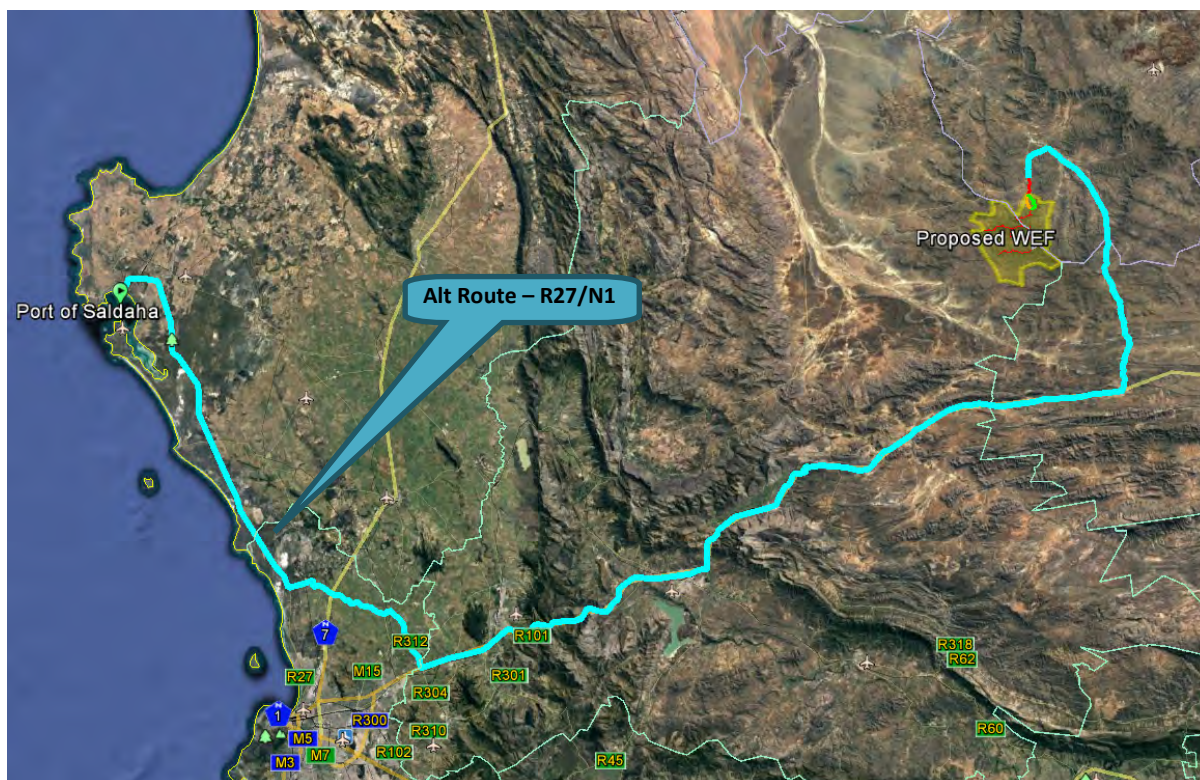 Proposed WEF
Alt Route – R27/N1
Port of Saldaha
R312
R101
N
7
R27
M15
R301
R318
R62
R304
N
1
R300
R310
R60
M5
M7
R102
M3
R45